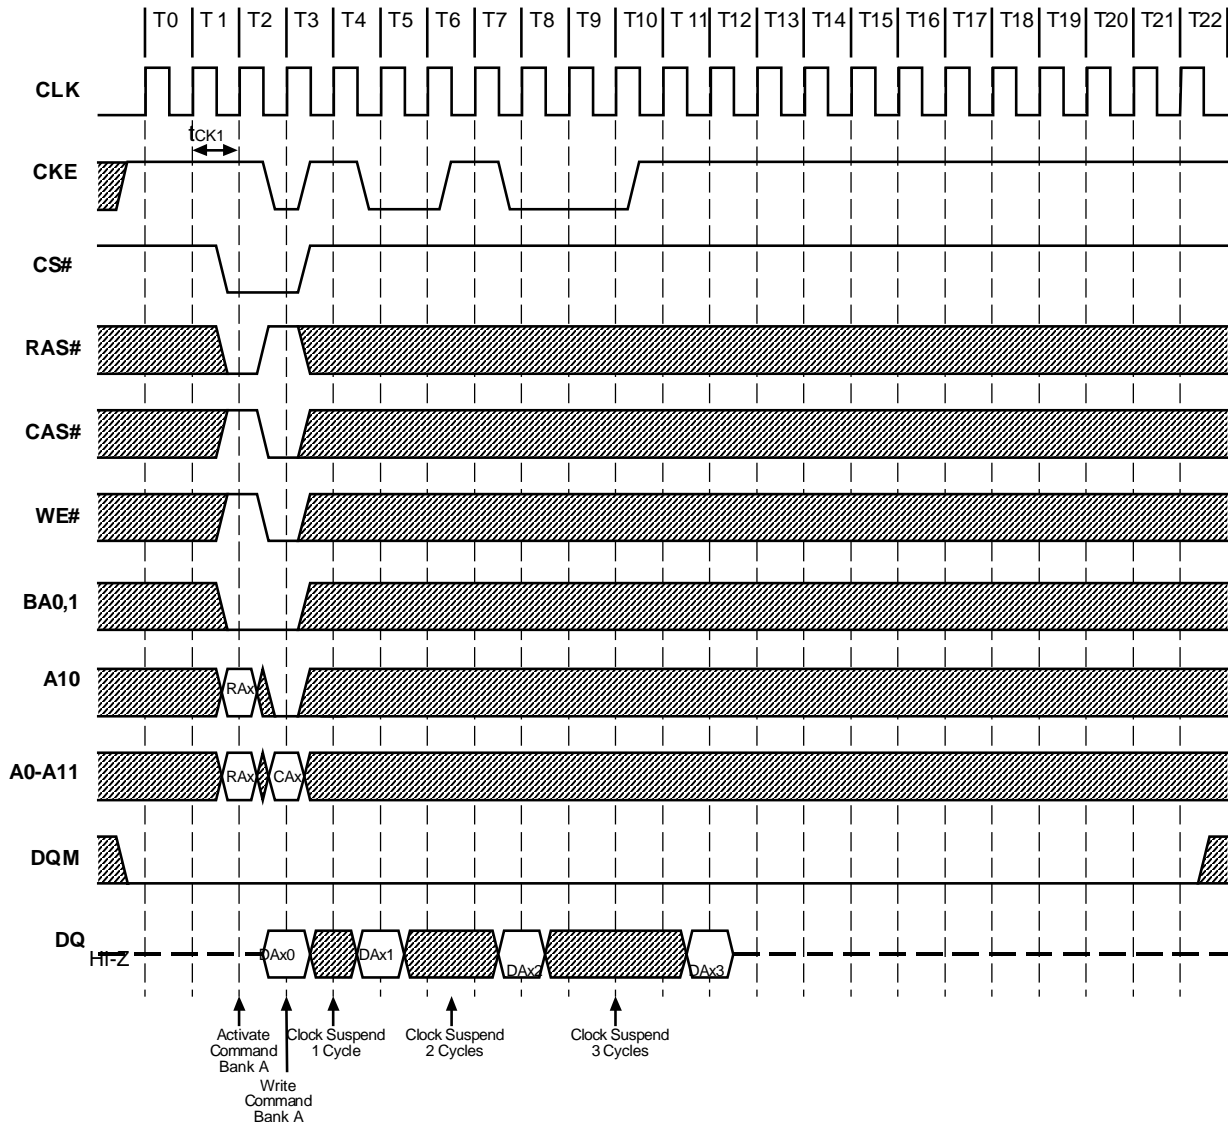 T0 T1 T2 T3 T4 T5 T6 T7 T8 T9 T10 T11 T12 T13 T14 T15 T16 T17 T18 T19 T20 T21 T22
CLK
tCK1
CKE
CS#
RAS#
CAS#
WE#
BA0,1
A10
RAx
A0-A11
RAx CAx
DQM
DQ
HI-Z
DAx0 DAx1 DAx2 DAx3
Activate
Command
Bank A
Clock Suspend
1 Cycle
Clock Suspend
2 Cycles
Clock Suspend
3 Cycles
Write
Command
Bank A